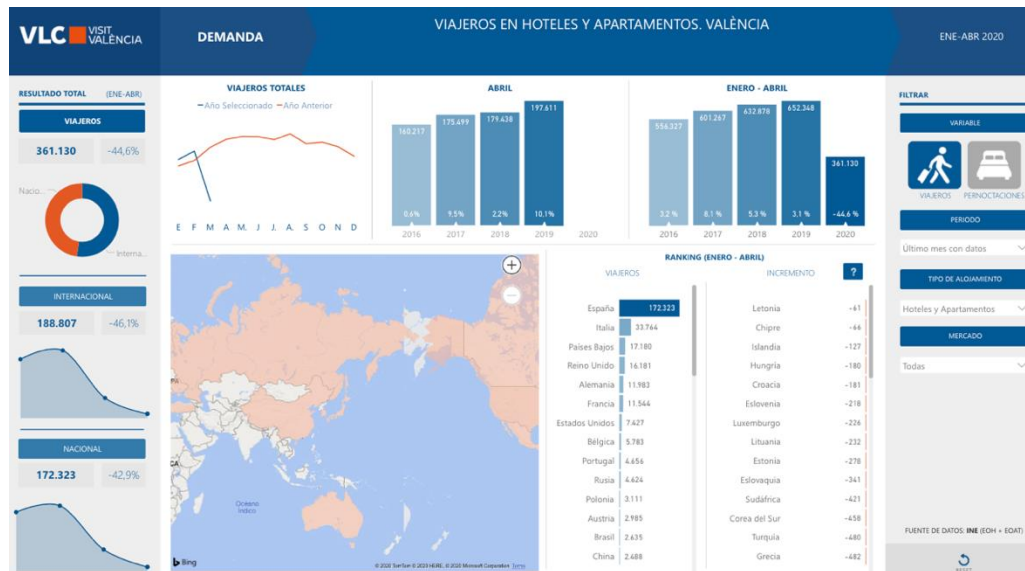 VLC VISIT VALÈNCIA
DEMANDA
VIAJEROS EN HOTELES Y APARTAMENTOS. VALÈNCIA
ENE-ABR 2020
RESULTADO TOTAL (ENE-ABR)
VIAJEROS
361.130 -44,6%
Nacio...
Interna...
INTERNACIONAL
188.807 -46,1%
NACIONAL
172.323 -42,9%
VIAJEROS TOTALES
Año Seleccionado Año Anterior
E F M A M. J J. A. S O N D
ABRIL
160.217 175.499 179.438 197.611
0,6% 9,5% 2,2% 10,1%
2016 2017 2018 2019 2020
ENERO - ABRIL
556.327 601.267 632.878 652.348 361.130
3,2 % 8,1 % 5,3 % 3,1 % -44,6 %
2016 2017 2018 2019 2020
Océano
Índico
Bing
© 2020 TomTom © 2020 HERE, © 2020 Microsoft Corporation Terms
RANKING (ENERO - ABRIL)
VIAJEROS INCREMENTO ?
España 172.323 Letonia -61
Italia 33.764 Chipre -66
Países Bajos 17.180 Islandia -127
Reino Unido 16.181 Hungría -180
Alemania 11.983 Croacia -181
Francia 11.544 Eslovenia -218
Estados Unidos 7.427 Luxemburgo -226
Bélgica 5.783 Lituania -232
Portugal 4.656 Estonia -278
Rusia 4.624 Eslovaquia -341
Polonia 3.111 Sudáfrica -421
Austria 2.985 Corea del Sur -458
Brasil 2.635 Turquía -480
China 2.688 Grecia -482
FILTRAR
VARIABLE
VIAJEROS PERNOCTACIONES
PERIODO
Último mes con datos
TIPO DE ALOJAMIENTO
Hoteles y Apartamentos
MERCADO
Todas
FUENTE DE DATOS: INE (EOH + EOAT)
RESET